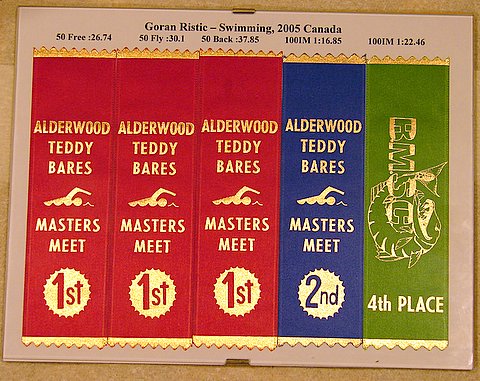 Goran Ristic – Swimming, 2005 Canada
50 Free :26.74 50 Fly :30.1 50 Back :37.85 100IM 1:16.85 100IM 1:22.46
ALDERWOOD
TEDDY
BARES
MASTERS
MEET
1st
ALDERWOOD
TEDDY
BARES
MASTERS
MEET
1st
ALDERWOOD
TEDDY
BARES
MASTERS
MEET
1st
ALDERWOOD
TEDDY
BARES
MASTERS
MEET
2nd
RMSC
4th PLACE